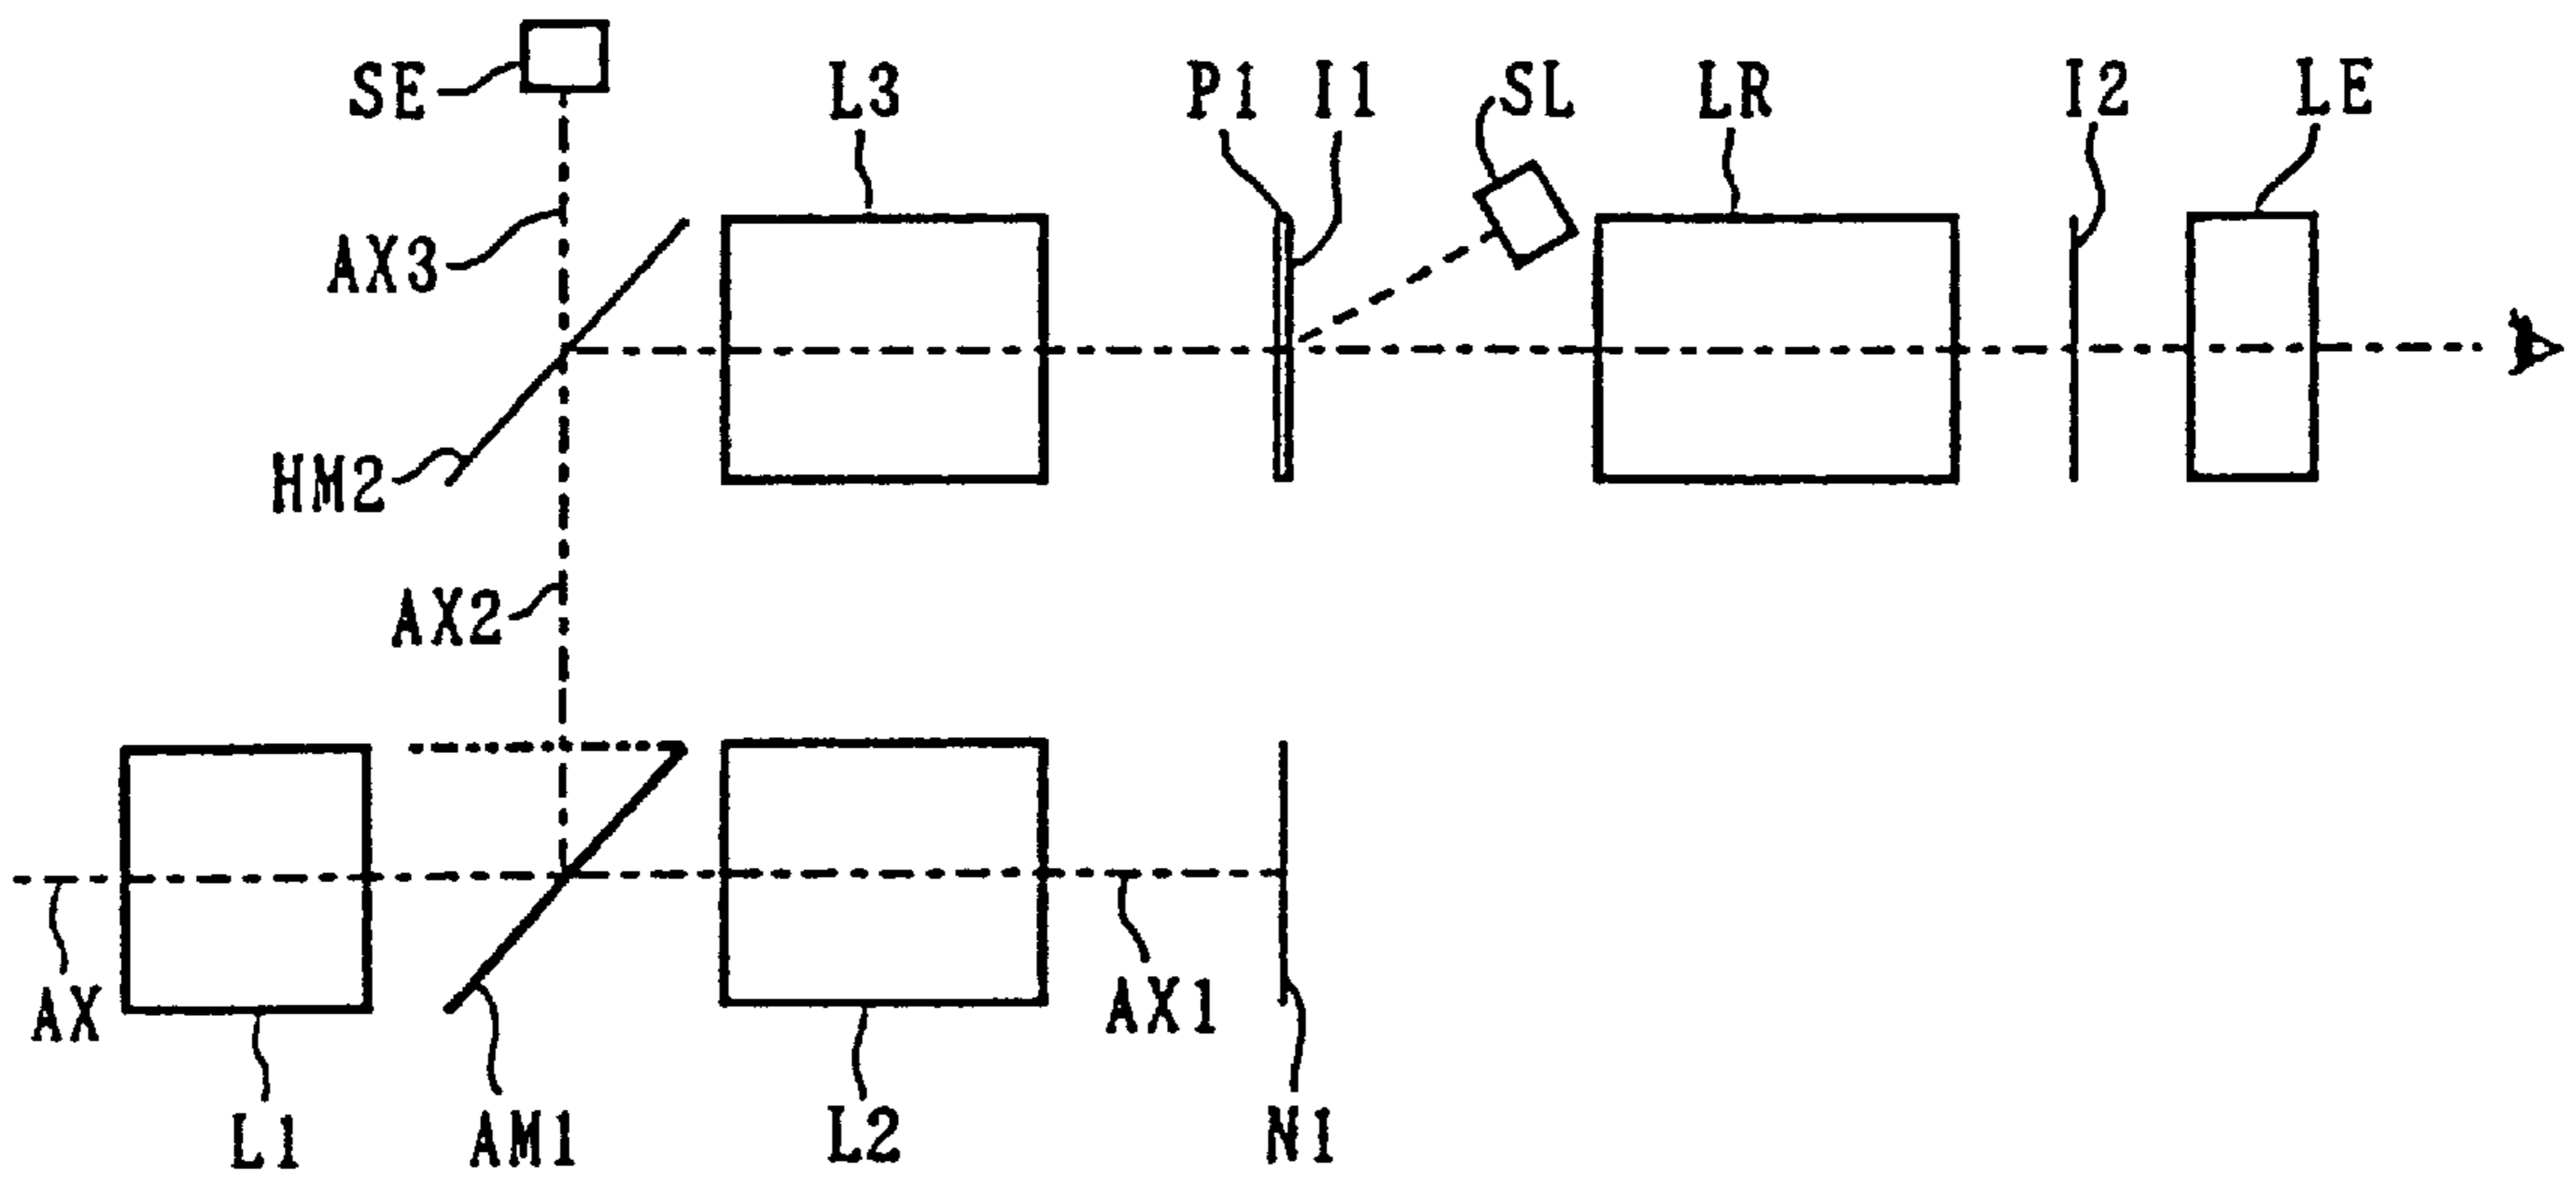 SE L3 P1 I1 SL LR I2 LE
AX3
HM2
AX2
AX AX1
L1 AM1 L2 N1